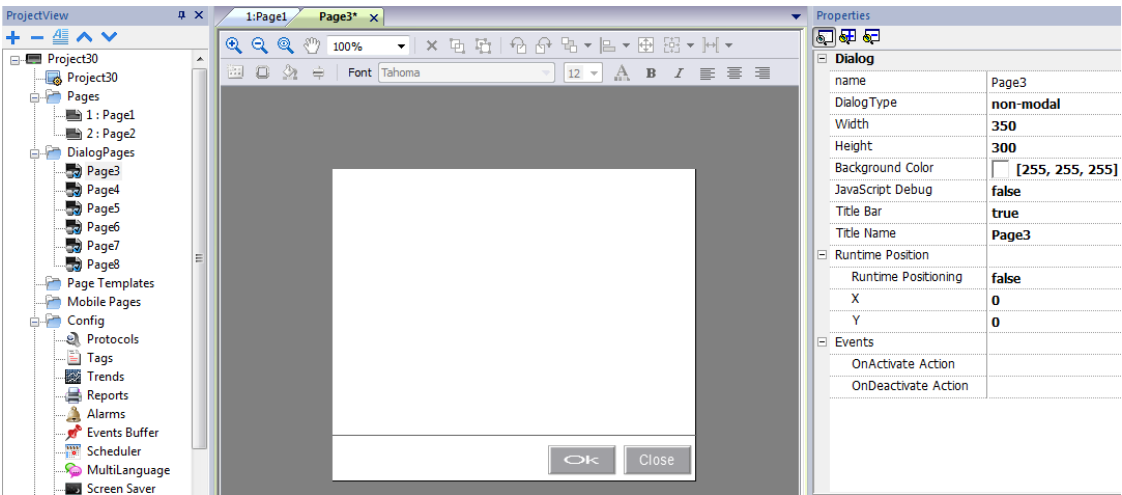 ProjectView
Project30
Project30
Pages
1 : Page1
2 : Page2
DialogPages
Page3
Page4
Page5
Page6
Page7
Page8
Page Templates
Mobile Pages
Config
Protocols
Tags
Trends
Reports
Alarms
Events Buffer
Scheduler
MultiLanguage
Screen Saver
1:Page1 Page3* x
100%
Font Tahoma 12 A B I
OK Close
Properties
Dialog
name Page3
DialogType non-modal
Width 350
Height 300
Background Color [255, 255, 255]
JavaScript Debug false
Title Bar true
Title Name Page3
Runtime Position
Runtime Positioning false
X 0
Y 0
Events
OnActivate Action
OnDeactivate Action